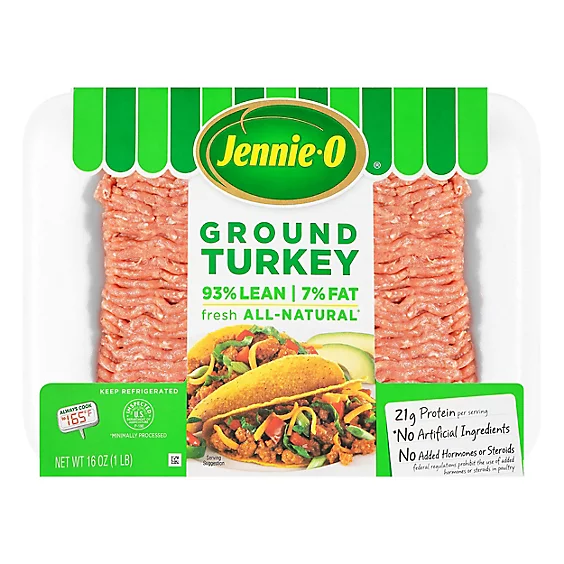 Jennie-O
®
GROUND
TURKEY
93% LEAN | 7% FAT
fresh ALL-NATURAL*
KEEP REFRIGERATED
ALWAYS COOK
TO 165°F
INSPECTED
U.S.
*MINIMALLY PROCESSED
NET WT 16 OZ (1 LB)
Serving
Suggestion
21g Protein per serving
*No Artificial Ingredients
No Added Hormones or Steroids
federal regulations prohibit the use of added
hormones or steroids in poultry